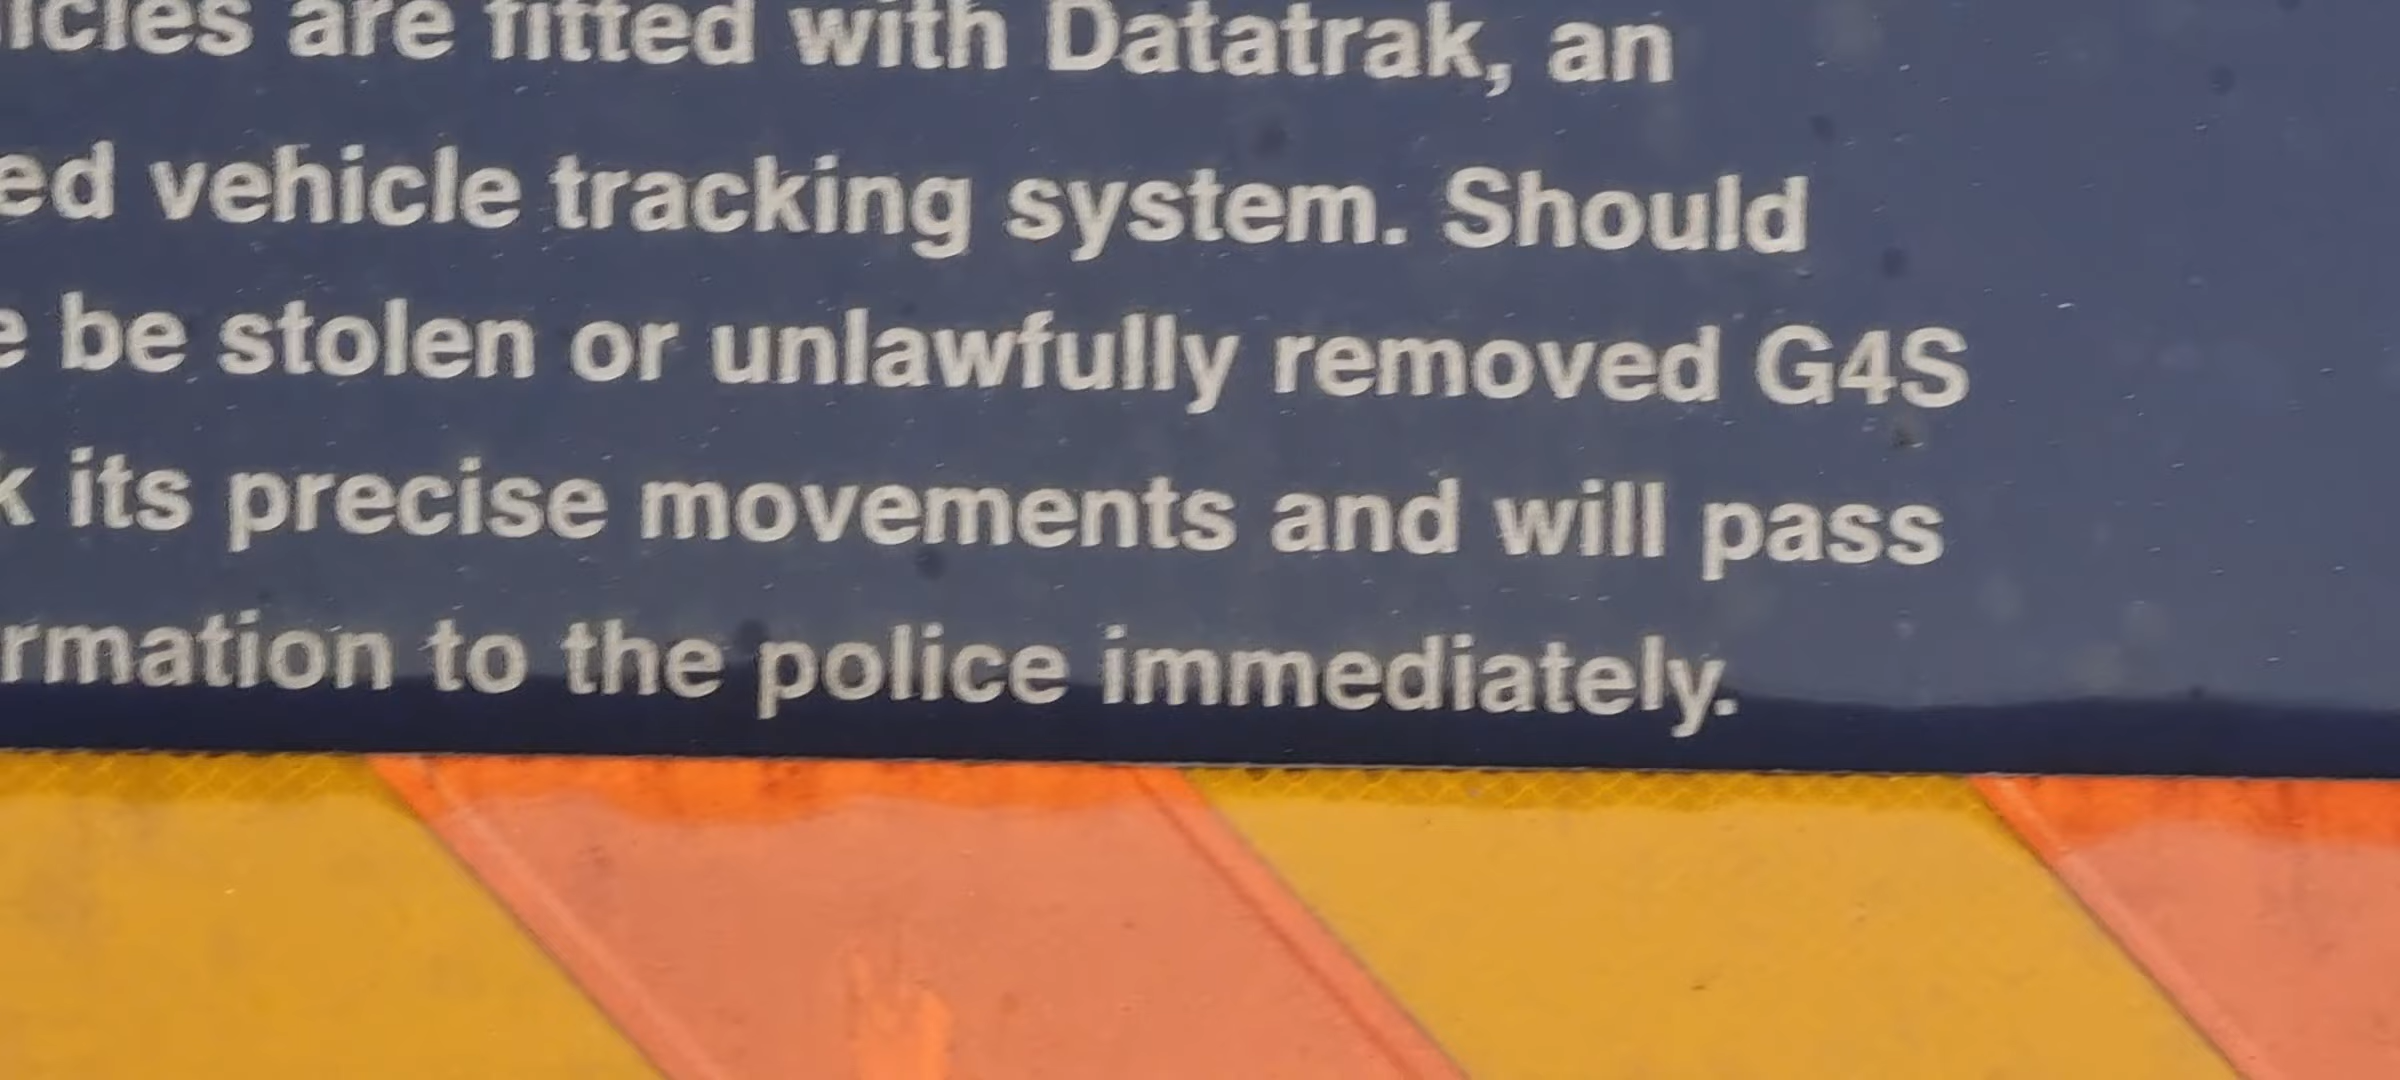 icles are fitted with Datatrak, an
ed vehicle tracking system. Should
e be stolen or unlawfully removed G4S
k its precise movements and will pass
rmation to the police immediately.